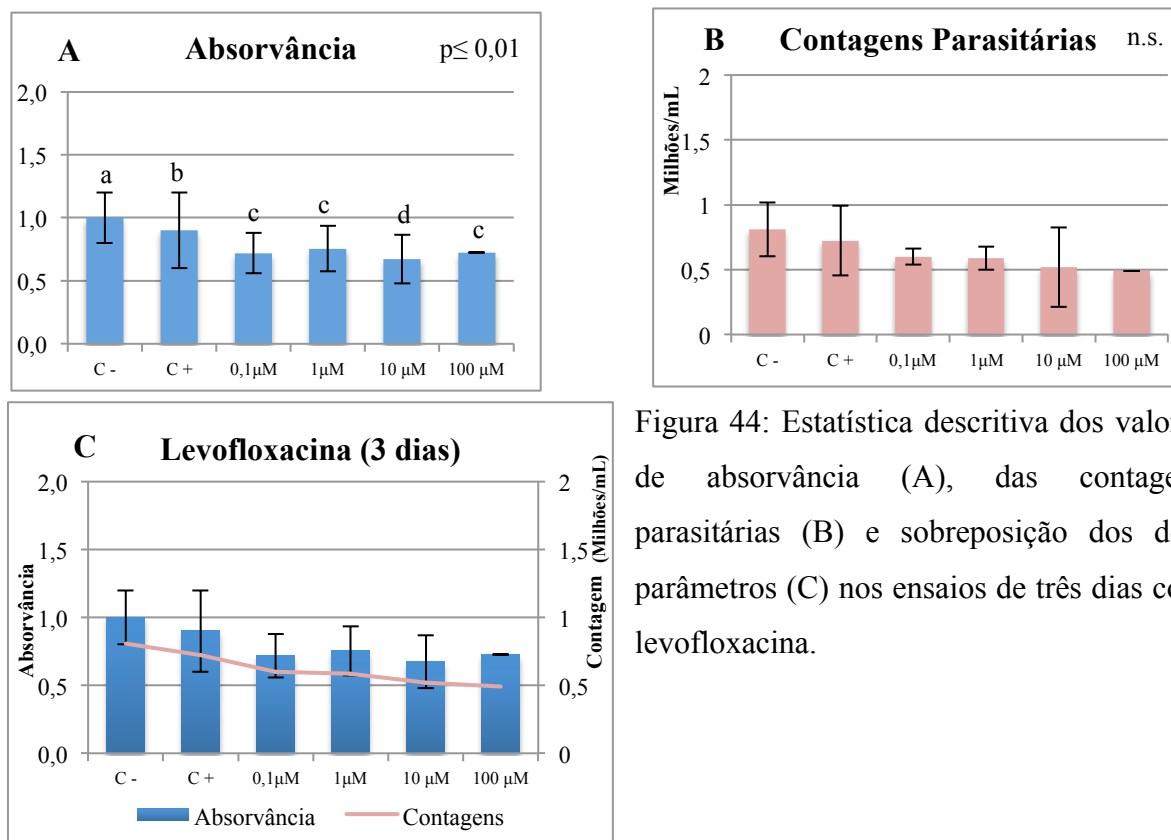 A Absorvância p≤ 0,01
2,0
1,5
1,0
0,5
0,0
a b c c d c
C - C + 0,1μM 1μM 10 μM 100 μM
B Contagens Parasitárias n.s.
Milhões/mL
2
1,5
1
0,5
0
C - C + 0,1μM 1μM 10 μM 100 μM
C Levofloxacina (3 dias)
Absorvância
2,0
1,5
1,0
0,5
0,0
Contagem (Milhões/mL)
2
1,5
1
0,5
0
C - C + 0,1μM 1μM 10 μM 100 μM
Absorvância Contagens
Figura 44: Estatística descritiva dos valor
de absorvância (A), das contage
parasitárias (B) e sobreposição dos d
parâmetros (C) nos ensaios de três dias co
levofloxacina.